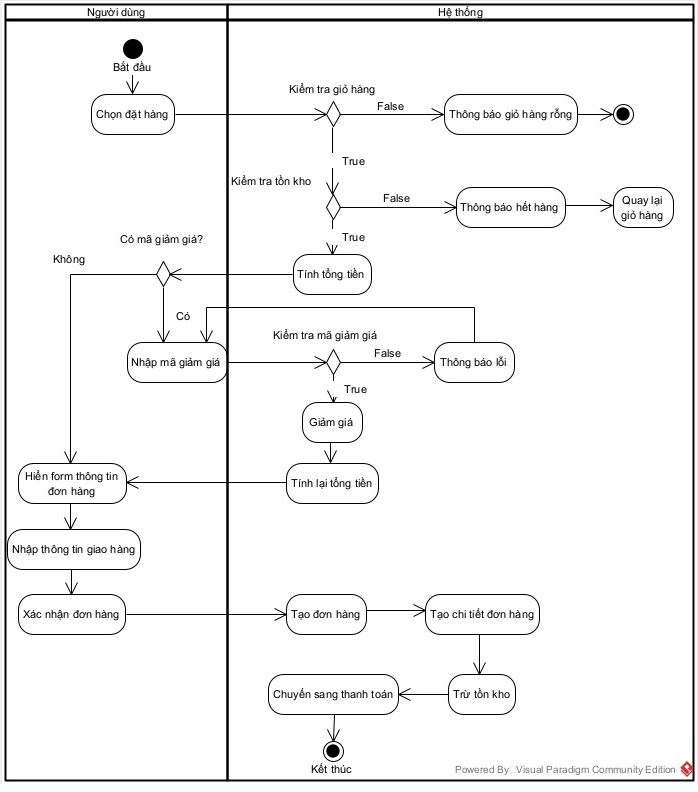 Người dùng
Hệ thống
Bắt đầu
Kiểm tra giỏ hàng
Chọn đặt hàng
False
Thông báo giỏ hàng rỗng
True
Kiểm tra tồn kho
False
Thông báo hết hàng
Quay lại
giỏ hàng
True
Có mã giảm giá?
Không
Tính tổng tiền
Có
Kiểm tra mã giảm giá
Nhập mã giảm giá
False
Thông báo lỗi
True
Giảm giá
Hiển form thông tin
đơn hàng
Tính lại tổng tiền
Nhập thông tin giao hàng
Xác nhận đơn hàng
Tạo đơn hàng
Tạo chi tiết đơn hàng
Chuyển sang thanh toán
Trừ tồn kho
Kết thúc
Powered By Visual Paradigm Community Edition